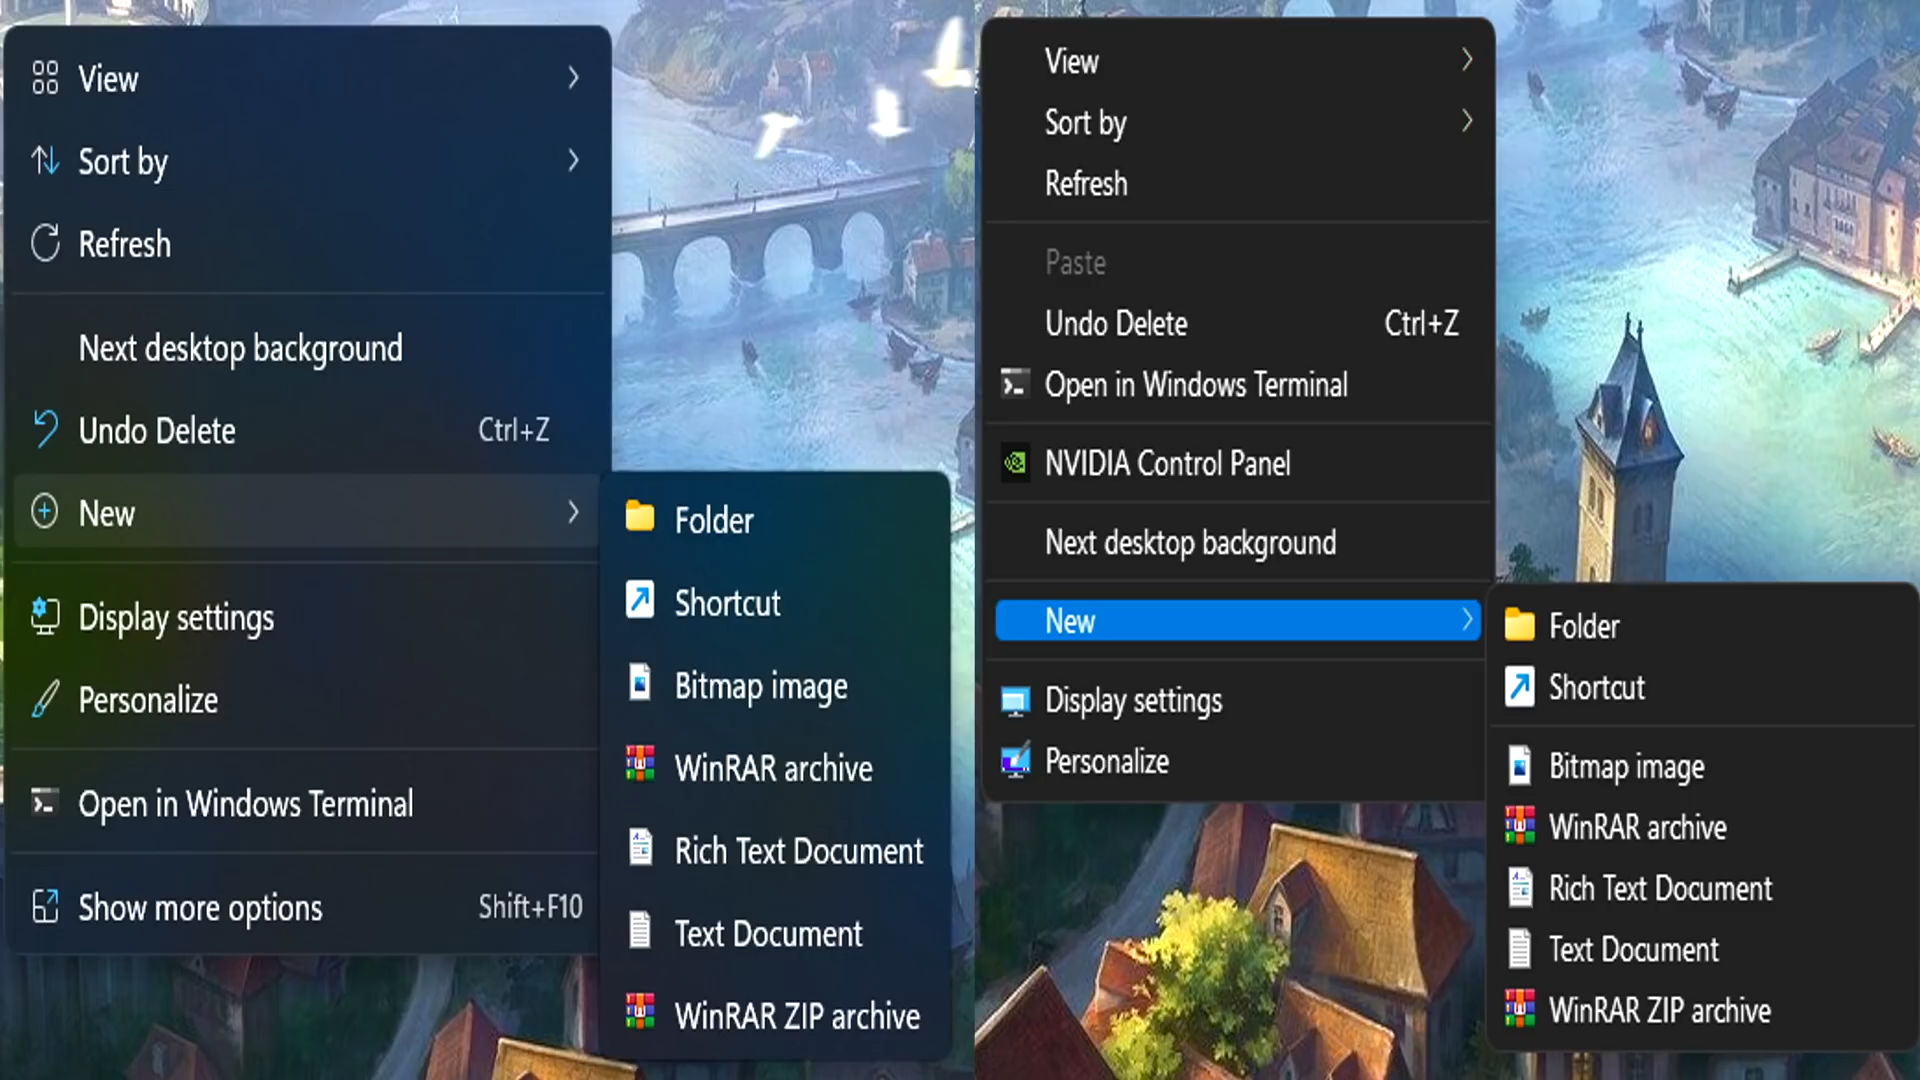 View
Sort by
Refresh
Next desktop background
Undo Delete Ctrl+Z
New
Display settings
Personalize
Open in Windows Terminal
Show more options Shift+F10
Folder
Shortcut
Bitmap image
WinRAR archive
Rich Text Document
Text Document
WinRAR ZIP archive
View
Sort by
Refresh
Paste
Undo Delete Ctrl+Z
Open in Windows Terminal
NVIDIA Control Panel
Next desktop background
New
Display settings
Personalize
Folder
Shortcut
Bitmap image
WinRAR archive
Rich Text Document
Text Document
WinRAR ZIP archive